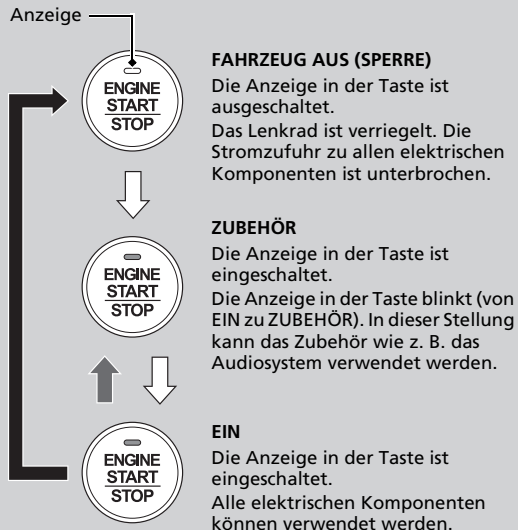 Anzeige
ENGINE
START
STOP
FAHRZEUG AUS (SPERRE)
Die Anzeige in der Taste ist
ausgeschaltet.
Das Lenkrad ist verriegelt. Die
Stromzufuhr zu allen elektrischen
Komponenten ist unterbrochen.
ENGINE
START
STOP
ZUBEHÖR
Die Anzeige in der Taste ist
eingeschaltet.
Die Anzeige in der Taste blinkt (von
EIN zu ZUBEHÖR). In dieser Stellung
kann das Zubehör wie z. B. das
Audiosystem verwendet werden.
ENGINE
START
STOP
EIN
Die Anzeige in der Taste ist
eingeschaltet.
Alle elektrischen Komponenten
können verwendet werden.